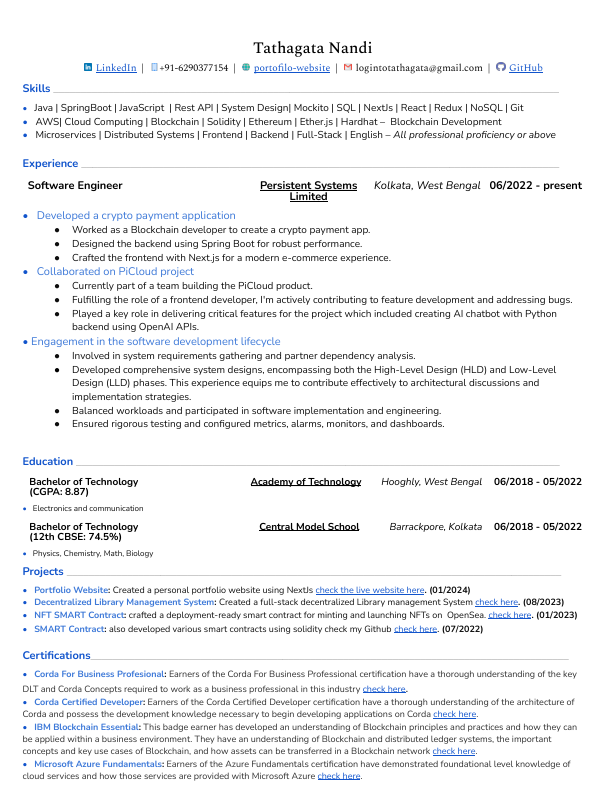 Tathagata Nandi
LinkedIn | +91-6290377154 | portofilo-website | logintotathagata@gmail.com | GitHub
Skills
• Java | SpringBoot | JavaScript | Rest API | System Design| Mockito | SQL | NextJs | React | Redux | NoSQL | Git
• AWS| Cloud Computing | Blockchain | Solidity | Ethereum | Ether.js | Hardhat – Blockchain Development
• Microservices | Distributed Systems | Frontend | Backend | Full-Stack | English – All professional proficiency or above
Experience
Software Engineer Persistent Systems Kolkata, West Bengal 06/2022 - present
Limited
• Developed a crypto payment application
● Worked as a Blockchain developer to create a crypto payment app.
● Designed the backend using Spring Boot for robust performance.
● Crafted the frontend with Next.js for a modern e-commerce experience.
• Collaborated on PiCloud project
● Currently part of a team building the PiCloud product.
● Fulfilling the role of a frontend developer, I'm actively contributing to feature development and addressing bugs.
● Played a key role in delivering critical features for the project which included creating AI chatbot with Python
backend using OpenAI APIs.
• Engagement in the software development lifecycle
● Involved in system requirements gathering and partner dependency analysis.
● Developed comprehensive system designs, encompassing both the High-Level Design (HLD) and Low-Level
Design (LLD) phases. This experience equips me to contribute effectively to architectural discussions and
implementation strategies.
● Balanced workloads and participated in software implementation and engineering.
● Ensured rigorous testing and configured metrics, alarms, monitors, and dashboards.
Education
Bachelor of Technology Academy of Technology Hooghly, West Bengal 06/2018 - 05/2022
(CGPA: 8.87)
• Electronics and communication
Bachelor of Technology Central Model School Barrackpore, Kolkata 06/2018 - 05/2022
(12th CBSE: 74.5%)
• Physics, Chemistry, Math, Biology
Projects
• Portfolio Website: Created a personal portfolio website using NextJs check the live website here. (01/2024)
• Decentralized Library Management System: Created a full-stack decentralized Library management System check here. (08/2023)
• NFT SMART Contract: crafted a deployment-ready smart contract for minting and launching NFTs on OpenSea. check here. (01/2023)
• SMART Contract: also developed various smart contracts using solidity check my Github check here. (07/2022)
Certifications
• Corda For Business Profesional: Earners of the Corda For Business Professional certification have a thorough understanding of the key
DLT and Corda Concepts required to work as a business professional in this industry check here.
• Corda Certified Developer: Earners of the Corda Certified Developer certification have a thorough understanding of the architecture of
Corda and possess the development knowledge necessary to begin developing applications on Corda check here.
• IBM Blockchain Essential: This badge earner has developed an understanding of Blockchain principles and practices and how they can
be applied within a business environment. They have an understanding of Blockchain and distributed ledger systems, the important
concepts and key use cases of Blockchain, and how assets can be transferred in a Blockchain network check here.
• Microsoft Azure Fundamentals: Earners of the Azure Fundamentals certification have demonstrated foundational level knowledge of
cloud services and how those services are provided with Microsoft Azure check here.